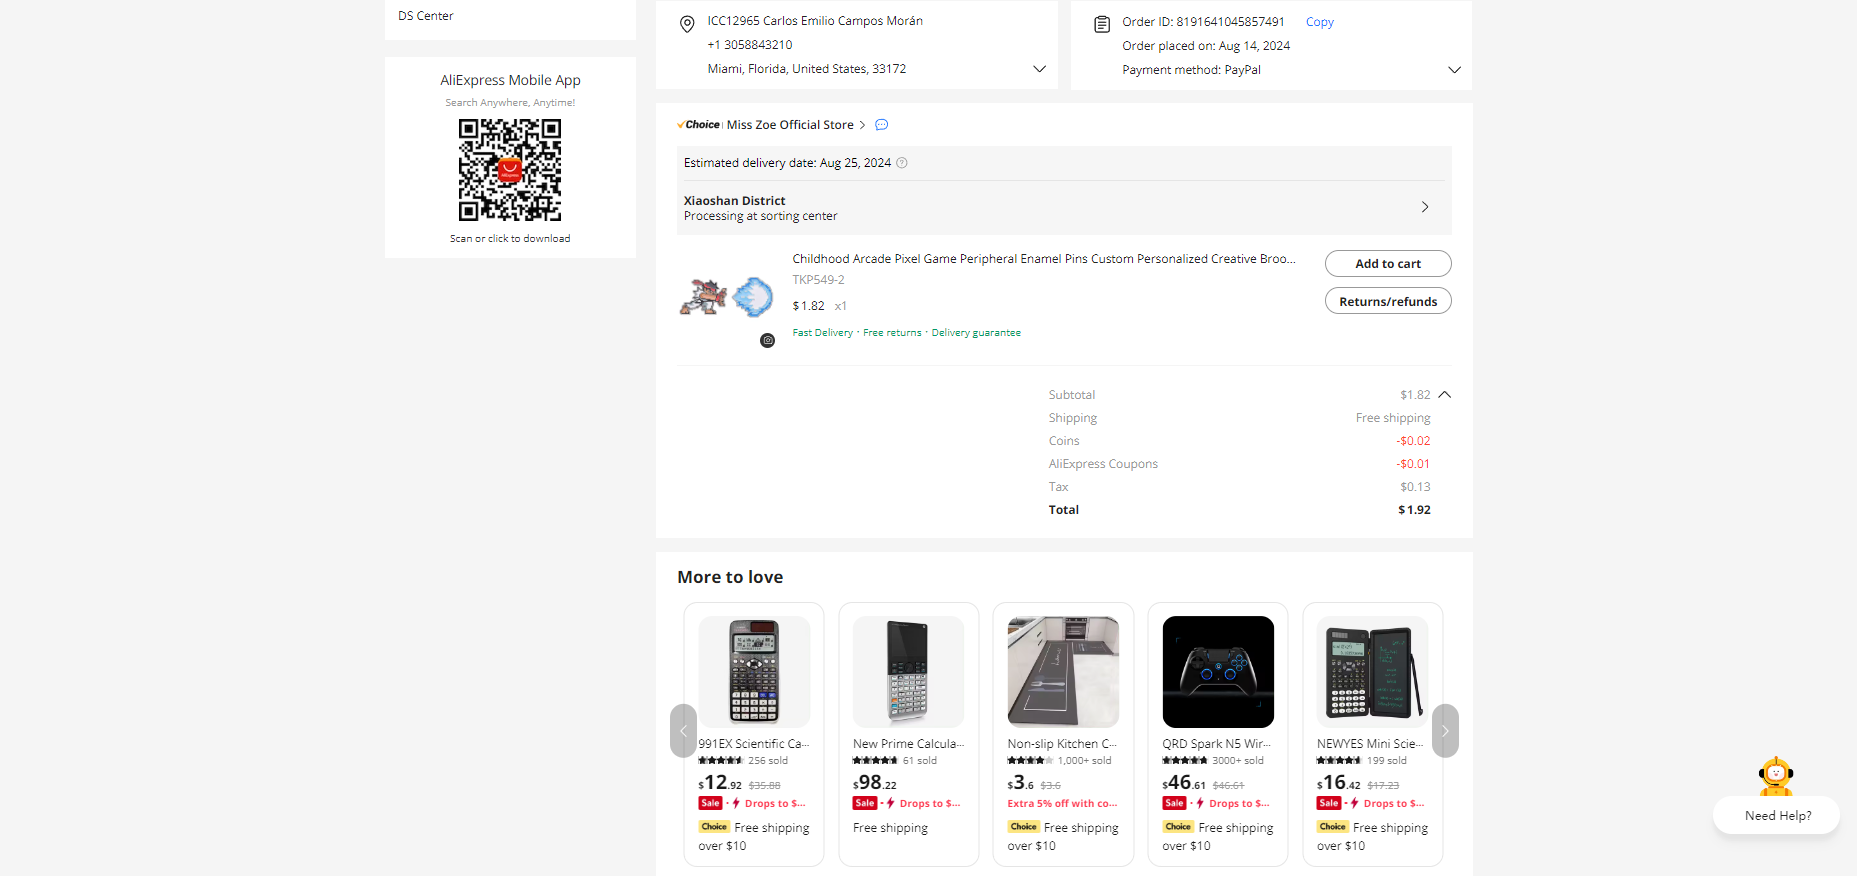 DS Center
AliExpress Mobile App
Search Anywhere, Anytime!
AliExpress
Scan or click to download
ICC12965 Carlos Emilio Campos Morán
+1 3058843210
Miami, Florida, United States, 33172
Order ID: 8191641045857491 Copy
Order placed on: Aug 14, 2024
Payment method: PayPal
Choice Miss Zoe Official Store
Estimated delivery date: Aug 25, 2024
Xiaoshan District
Processing at sorting center
Childhood Arcade Pixel Game Peripheral Enamel Pins Custom Personalized Creative Broo...
TKP549-2
$1.82 x1
Fast Delivery · Free returns · Delivery guarantee
Add to cart
Returns/refunds
Subtotal $1.82
Shipping Free shipping
Coins -$0.02
AliExpress Coupons -$0.01
Tax $0.13
Total $1.92
More to love
991EX Scientific Ca...
256 sold
$12.92 $35.88
Sale · Drops to $...
Choice Free shipping
over $10
New Prime Calcula...
61 sold
$98.22
Sale · Drops to $...
Free shipping
Non-slip Kitchen C...
1,000+ sold
$3.6 $3.6
Extra 5% off with co...
Choice Free shipping
over $10
QRD Spark N5 Wir...
3000+ sold
$46.61 $46.61
Sale · Drops to $...
Choice Free shipping
over $10
NEWYES Mini Scie...
199 sold
$16.42 $17.23
Sale · Drops to $...
Choice Free shipping
over $10
Need Help?